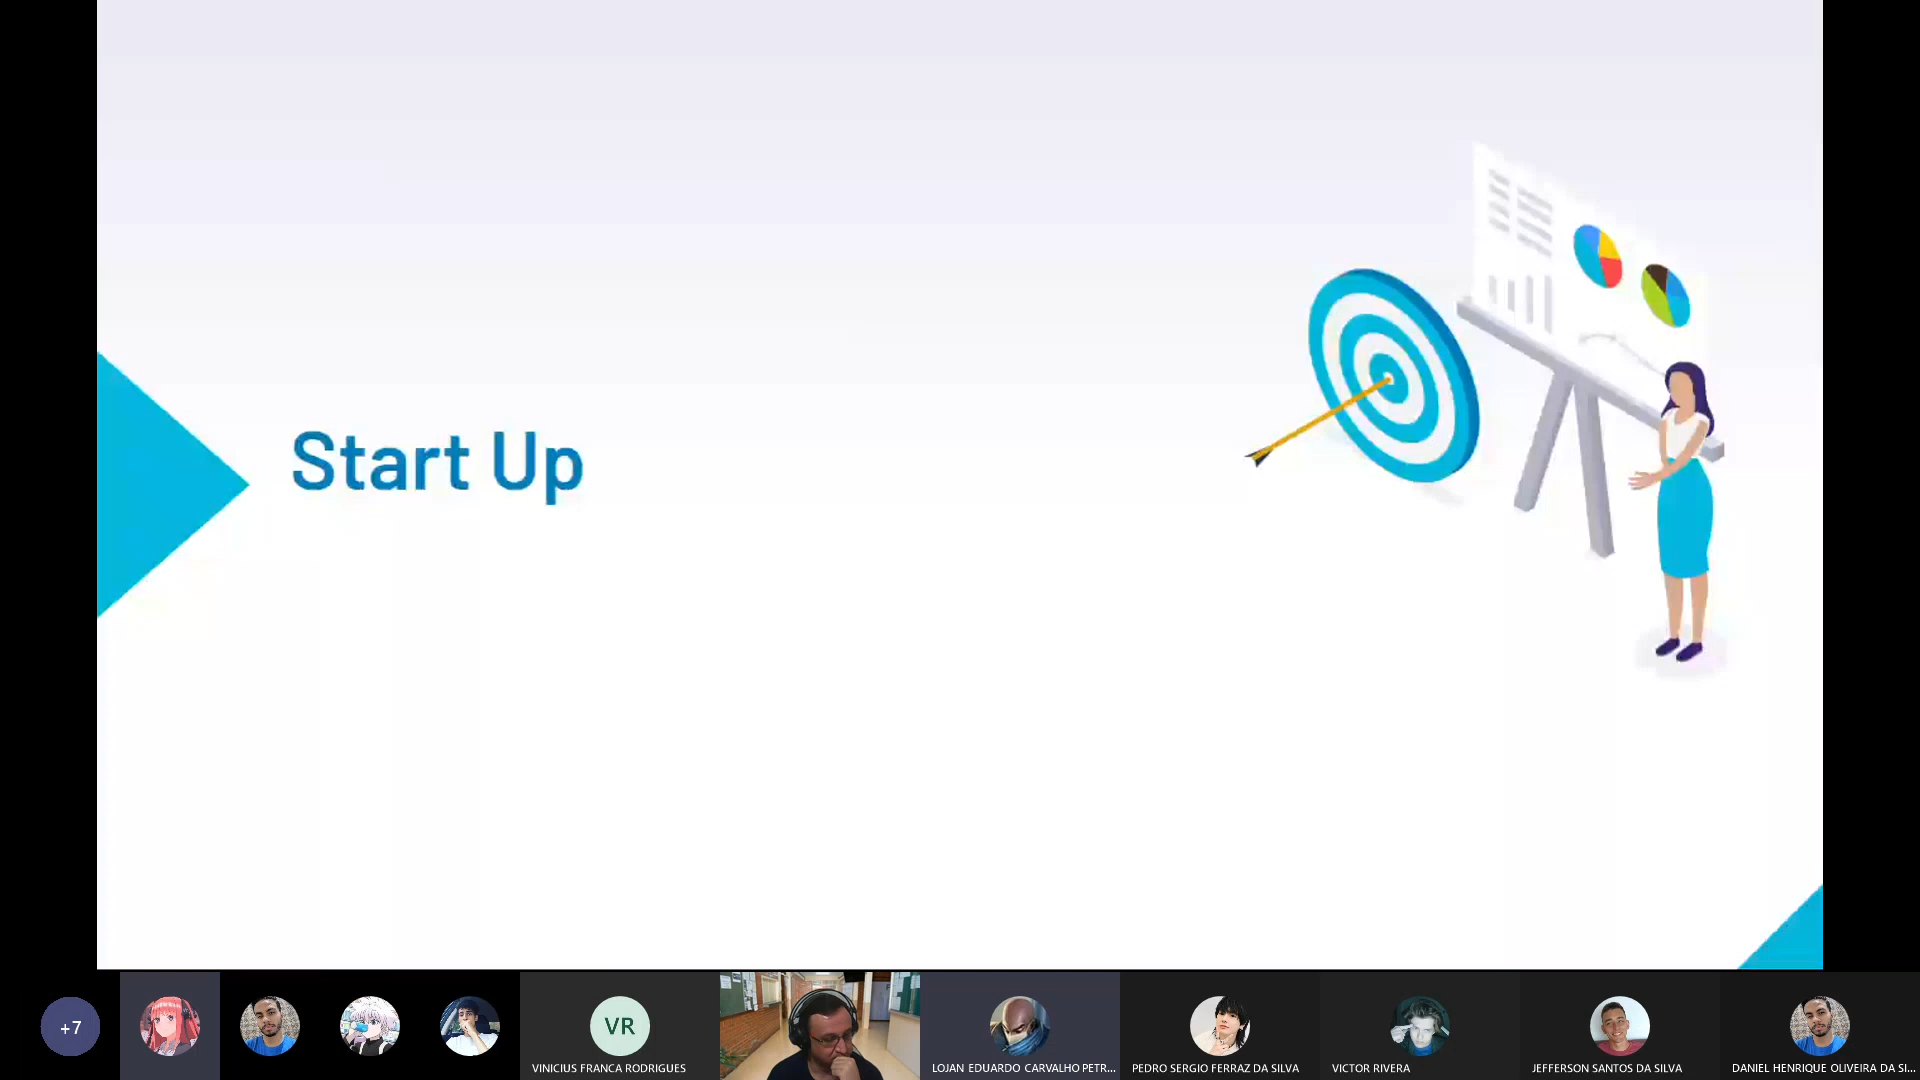 Start Up
+7
VR
VINICIUS FRANCA RODRIGUES
LOJAN EDUARDO CARVALHO PETR...
PEDRO SERGIO FERRAZ DA SILVA
VICTOR RIVERA
JEFFERSON SANTOS DA SILVA
DANIEL HENRIQUE OLIVEIRA DA SI...